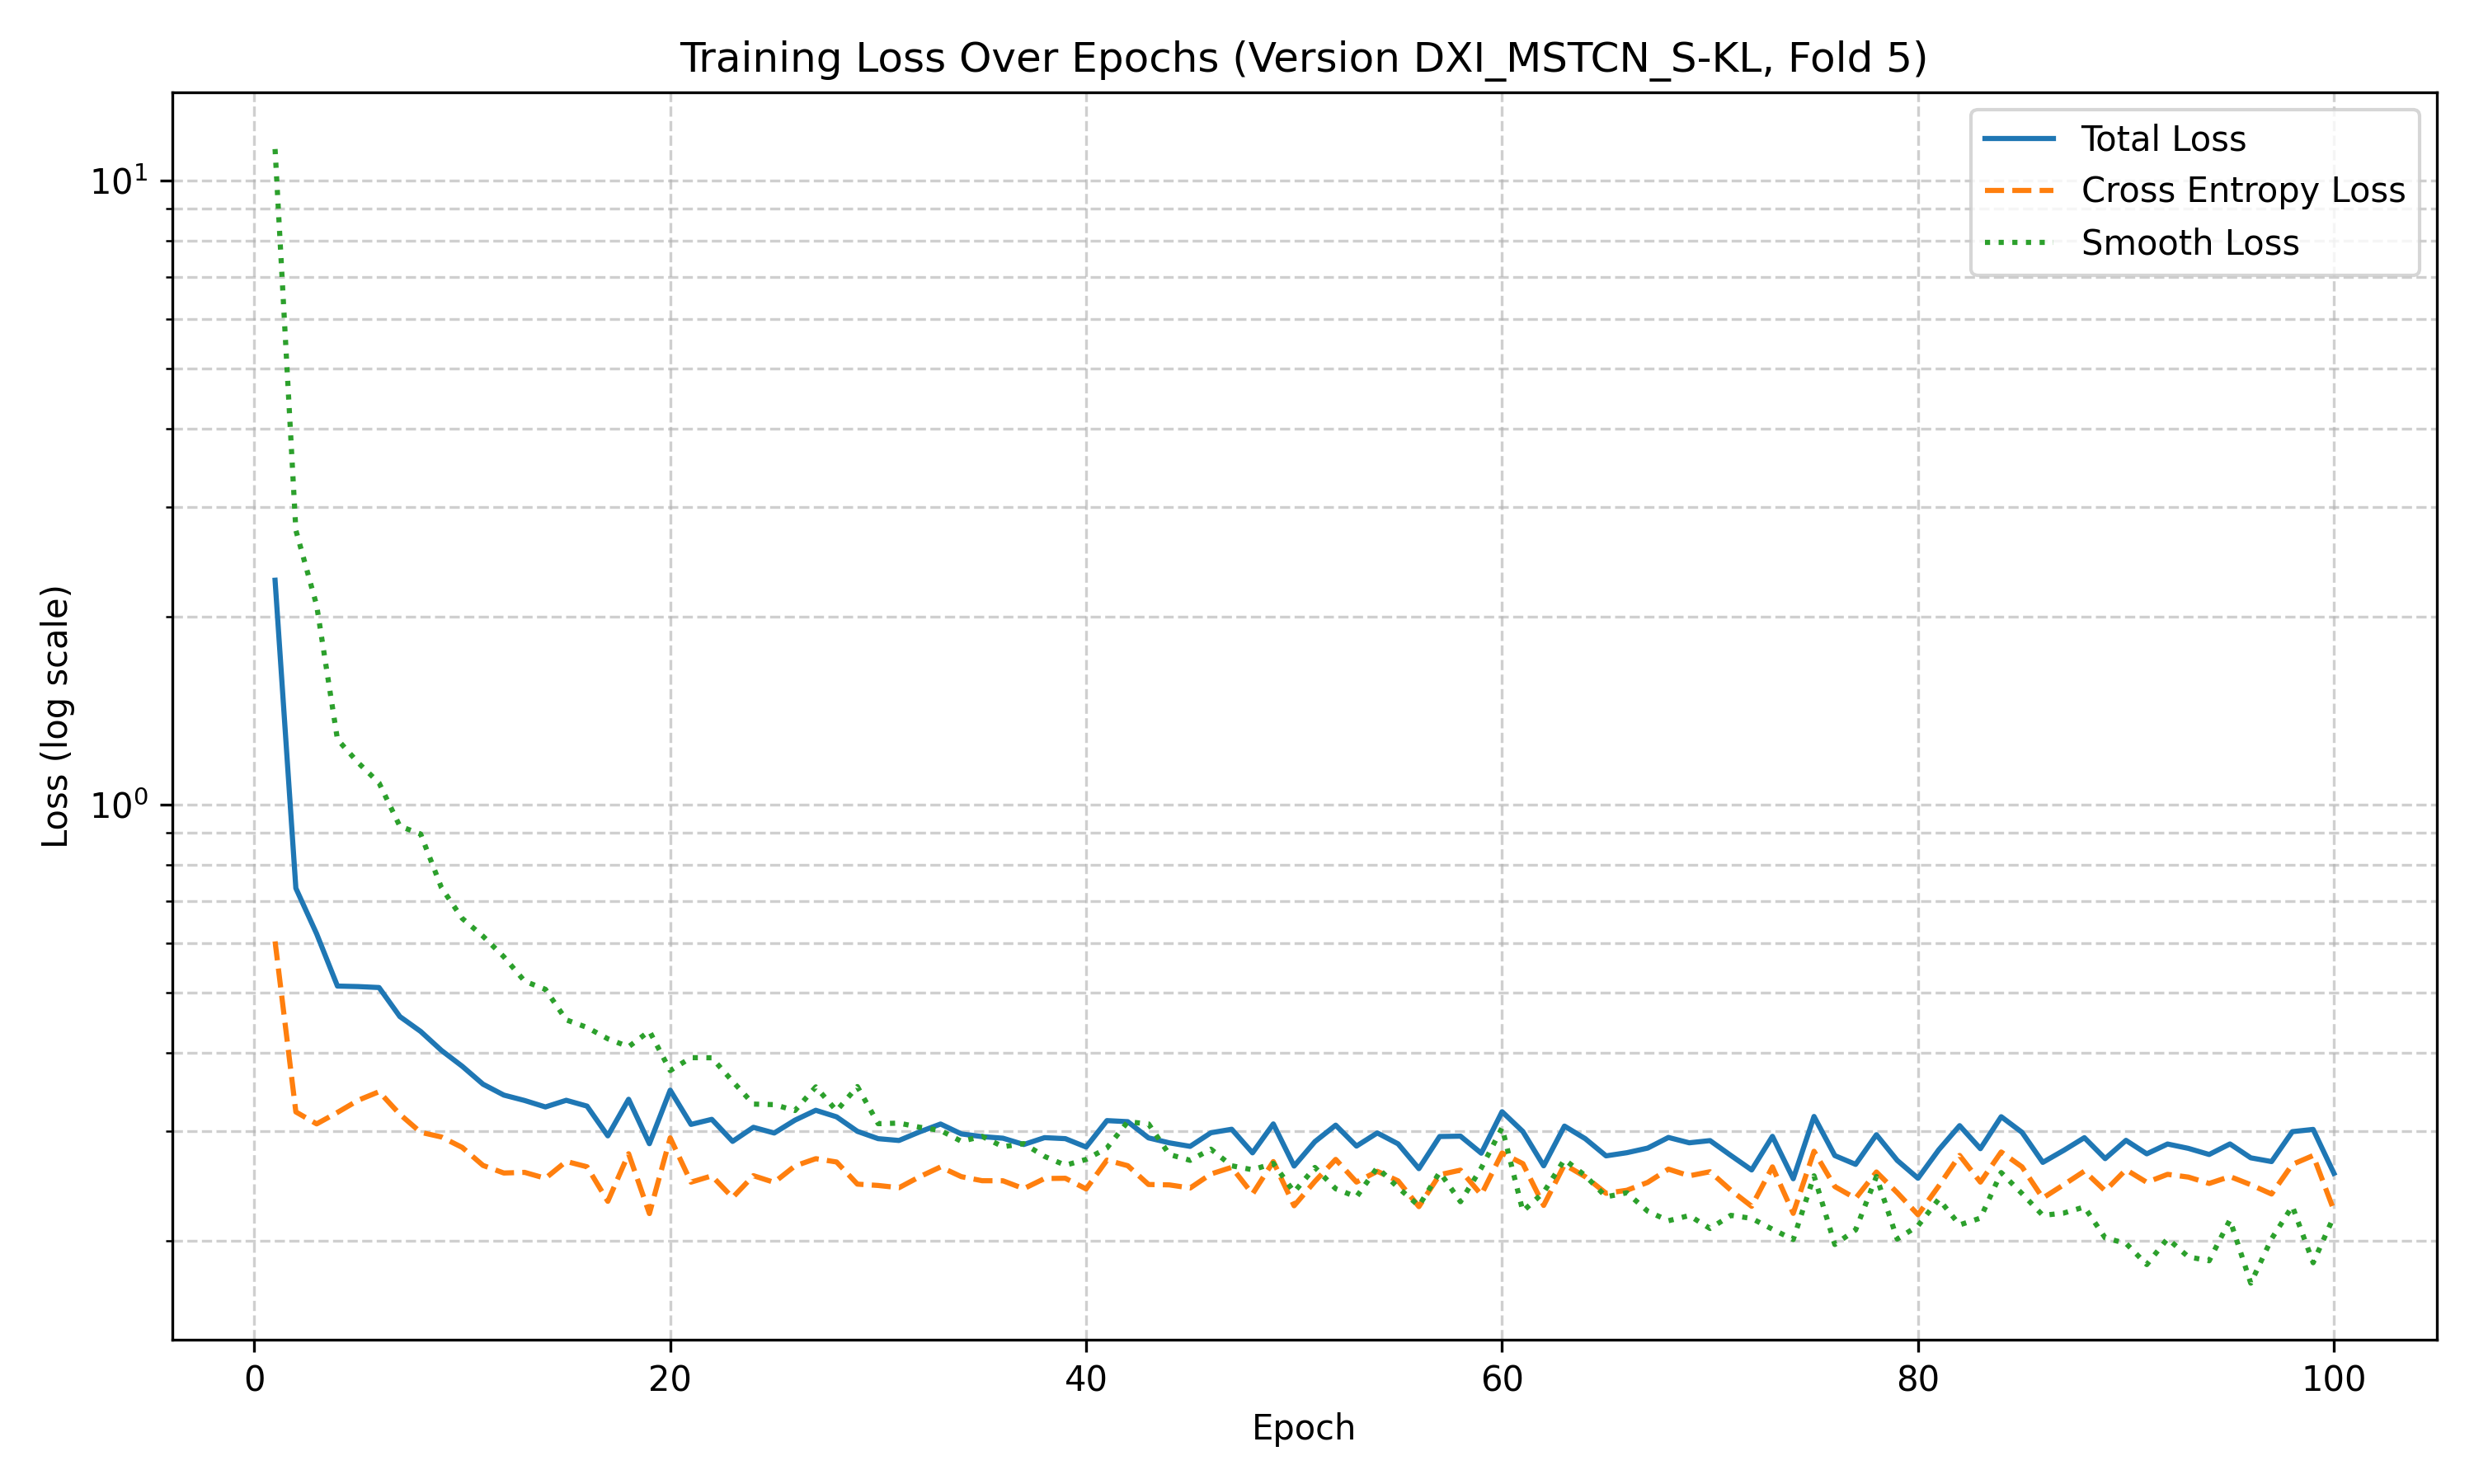 Training Loss Over Epochs (Version DXI_MSTCN_S-KL, Fold 5)
Total Loss
Cross Entropy Loss
Smooth Loss
10¹
10⁰
Loss (log scale)
0 20 40 60 80 100
Epoch